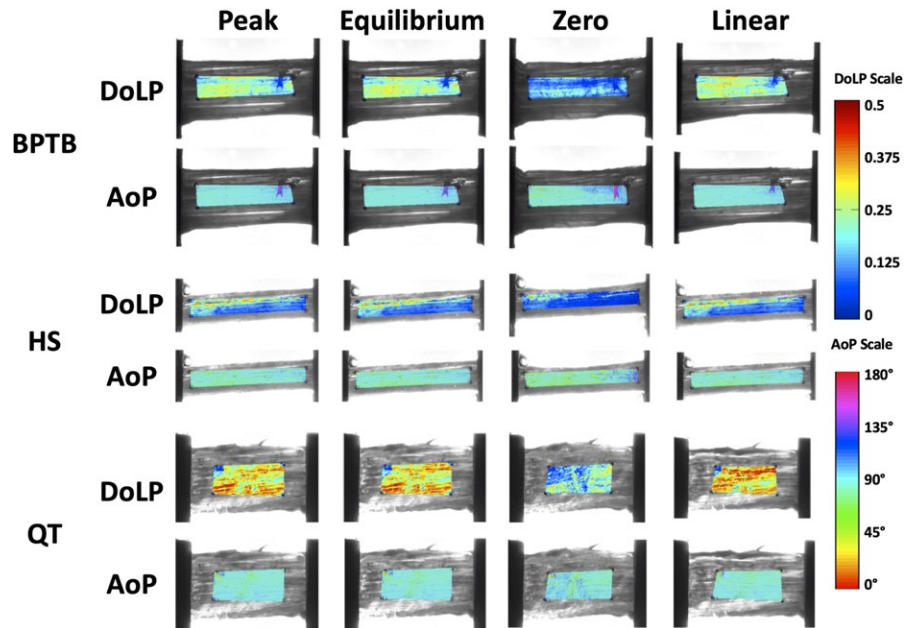 Peak Equilibrium Zero Linear
DoLP
BPTB
AoP
DoLP
HS
AoP
DoLP
QT
AoP
DoLP Scale
0.5
0.375
0.25
0.125
0
AoP Scale
180°
135°
90°
45°
0°